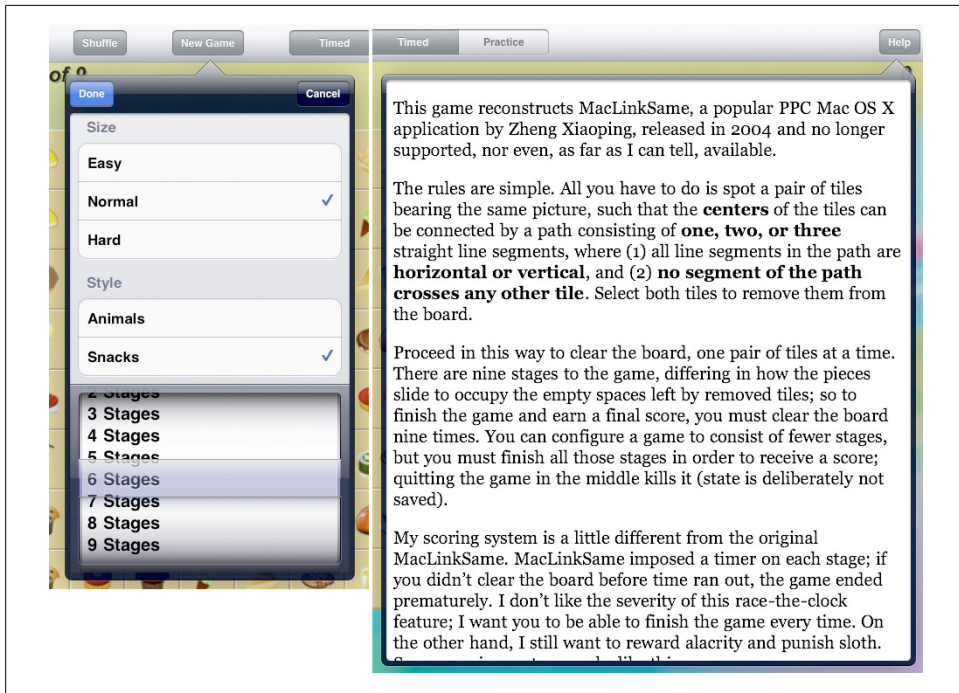 Shuffle
New Game
Timed
of 9
Done
Cancel
Size
Easy
Normal
Hard
Style
Animals
Snacks
2 Stages
3 Stages
4 Stages
5 Stages
6 Stages
7 Stages
8 Stages
9 Stages
Timed
Practice
Help
This game reconstructs MacLinkSame, a popular PPC Mac OS X
application by Zheng Xiaoping, released in 2004 and no longer
supported, nor even, as far as I can tell, available.
The rules are simple. All you have to do is spot a pair of tiles
bearing the same picture, such that the centers of the tiles can
be connected by a path consisting of one, two, or three
straight line segments, where (1) all line segments in the path are
horizontal or vertical, and (2) no segment of the path
crosses any other tile. Select both tiles to remove them from
the board.
Proceed in this way to clear the board, one pair of tiles at a time.
There are nine stages to the game, differing in how the pieces
slide to occupy the empty spaces left by removed tiles; so to
finish the game and earn a final score, you must clear the board
nine times. You can configure a game to consist of fewer stages,
but you must finish all those stages in order to receive a score;
quitting the game in the middle kills it (state is deliberately not
saved).
My scoring system is a little different from the original
MacLinkSame. MacLinkSame imposed a timer on each stage; if
you didn't clear the board before time ran out, the game ended
prematurely. I don't like the severity of this race-the-clock
feature; I want you to be able to finish the game every time. On
the other hand, I still want to reward alacrity and punish sloth.